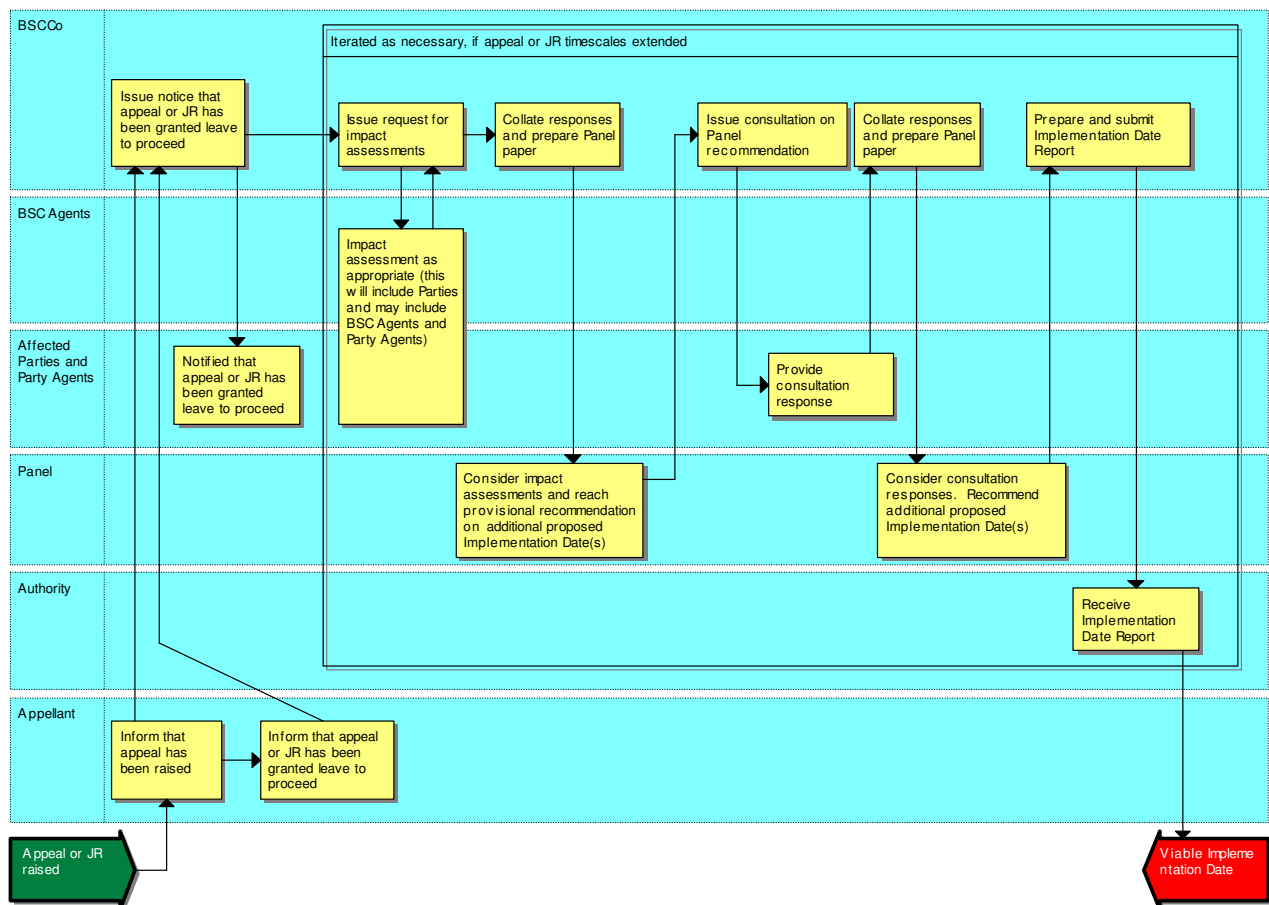 BSCCo
Iterated as necessary, if appeal or JR timescales extended
Issue notice that
appeal or JR has
been granted leave
to proceed
Issue request for
impact
assessments
Collate responses
and prepare Panel
paper
Issue consultation on
Panel
recommendation
Collate responses
and prepare Panel
paper
Prepare and submit
Implementation Date
Report
BSC Agents
Impact
assessment as
appropriate (this
will include Parties
and may include
BSC Agents and
Party Agents)
Affected
Parties and
Party Agents
Notified that
appeal or JR has
been granted
leave to proceed
Provide
consultation
response
Panel
Consider impact
assessments and reach
provisional recommendation
on additional proposed
Implementation Date(s)
Consider consultation
responses. Recommend
additional proposed
Implementation Date(s)
Authority
Receive
Implementation
Date Report
Appellant
Inform that
appeal has
been raised
Inform that appeal
or JR has been
granted leave to
proceed
Appeal or JR
raised
Viable Impleme
ntation Date